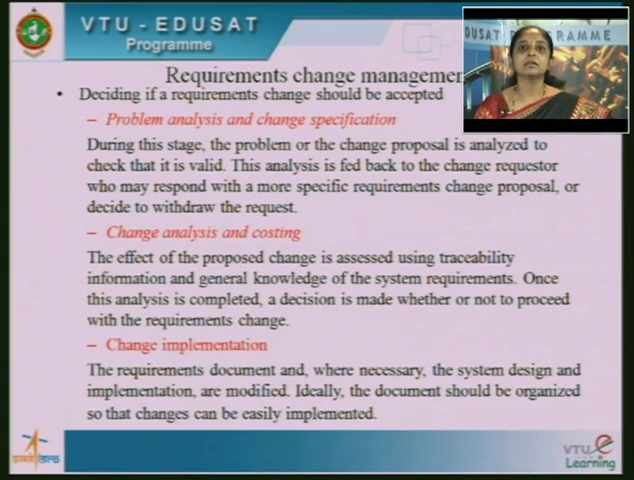 VTU - EDUSAT
Programme
DUSAT PROGRAMME
Requirements change managemen
• Deciding if a requirements change should be accepted
– Problem analysis and change specification
During this stage, the problem or the change proposal is analyzed to
check that it is valid. This analysis is fed back to the change requestor
who may respond with a more specific requirements change proposal, or
decide to withdraw the request.
– Change analysis and costing
The effect of the proposed change is assessed using traceability
information and general knowledge of the system requirements. Once
this analysis is completed, a decision is made whether or not to proceed
with the requirements change.
– Change implementation
The requirements document and, where necessary, the system design and
implementation, are modified. Ideally, the document should be organized
so that changes can be easily implemented.
VTU e
Learning